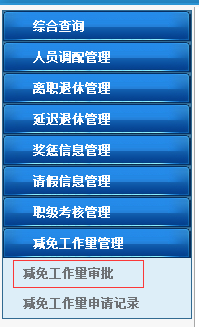 综合查询
人员调配管理
离职退休管理
延迟退休管理
奖惩信息管理
请假信息管理
职级考核管理
减免工作量管理
减免工作量审批
减免工作量申请记录